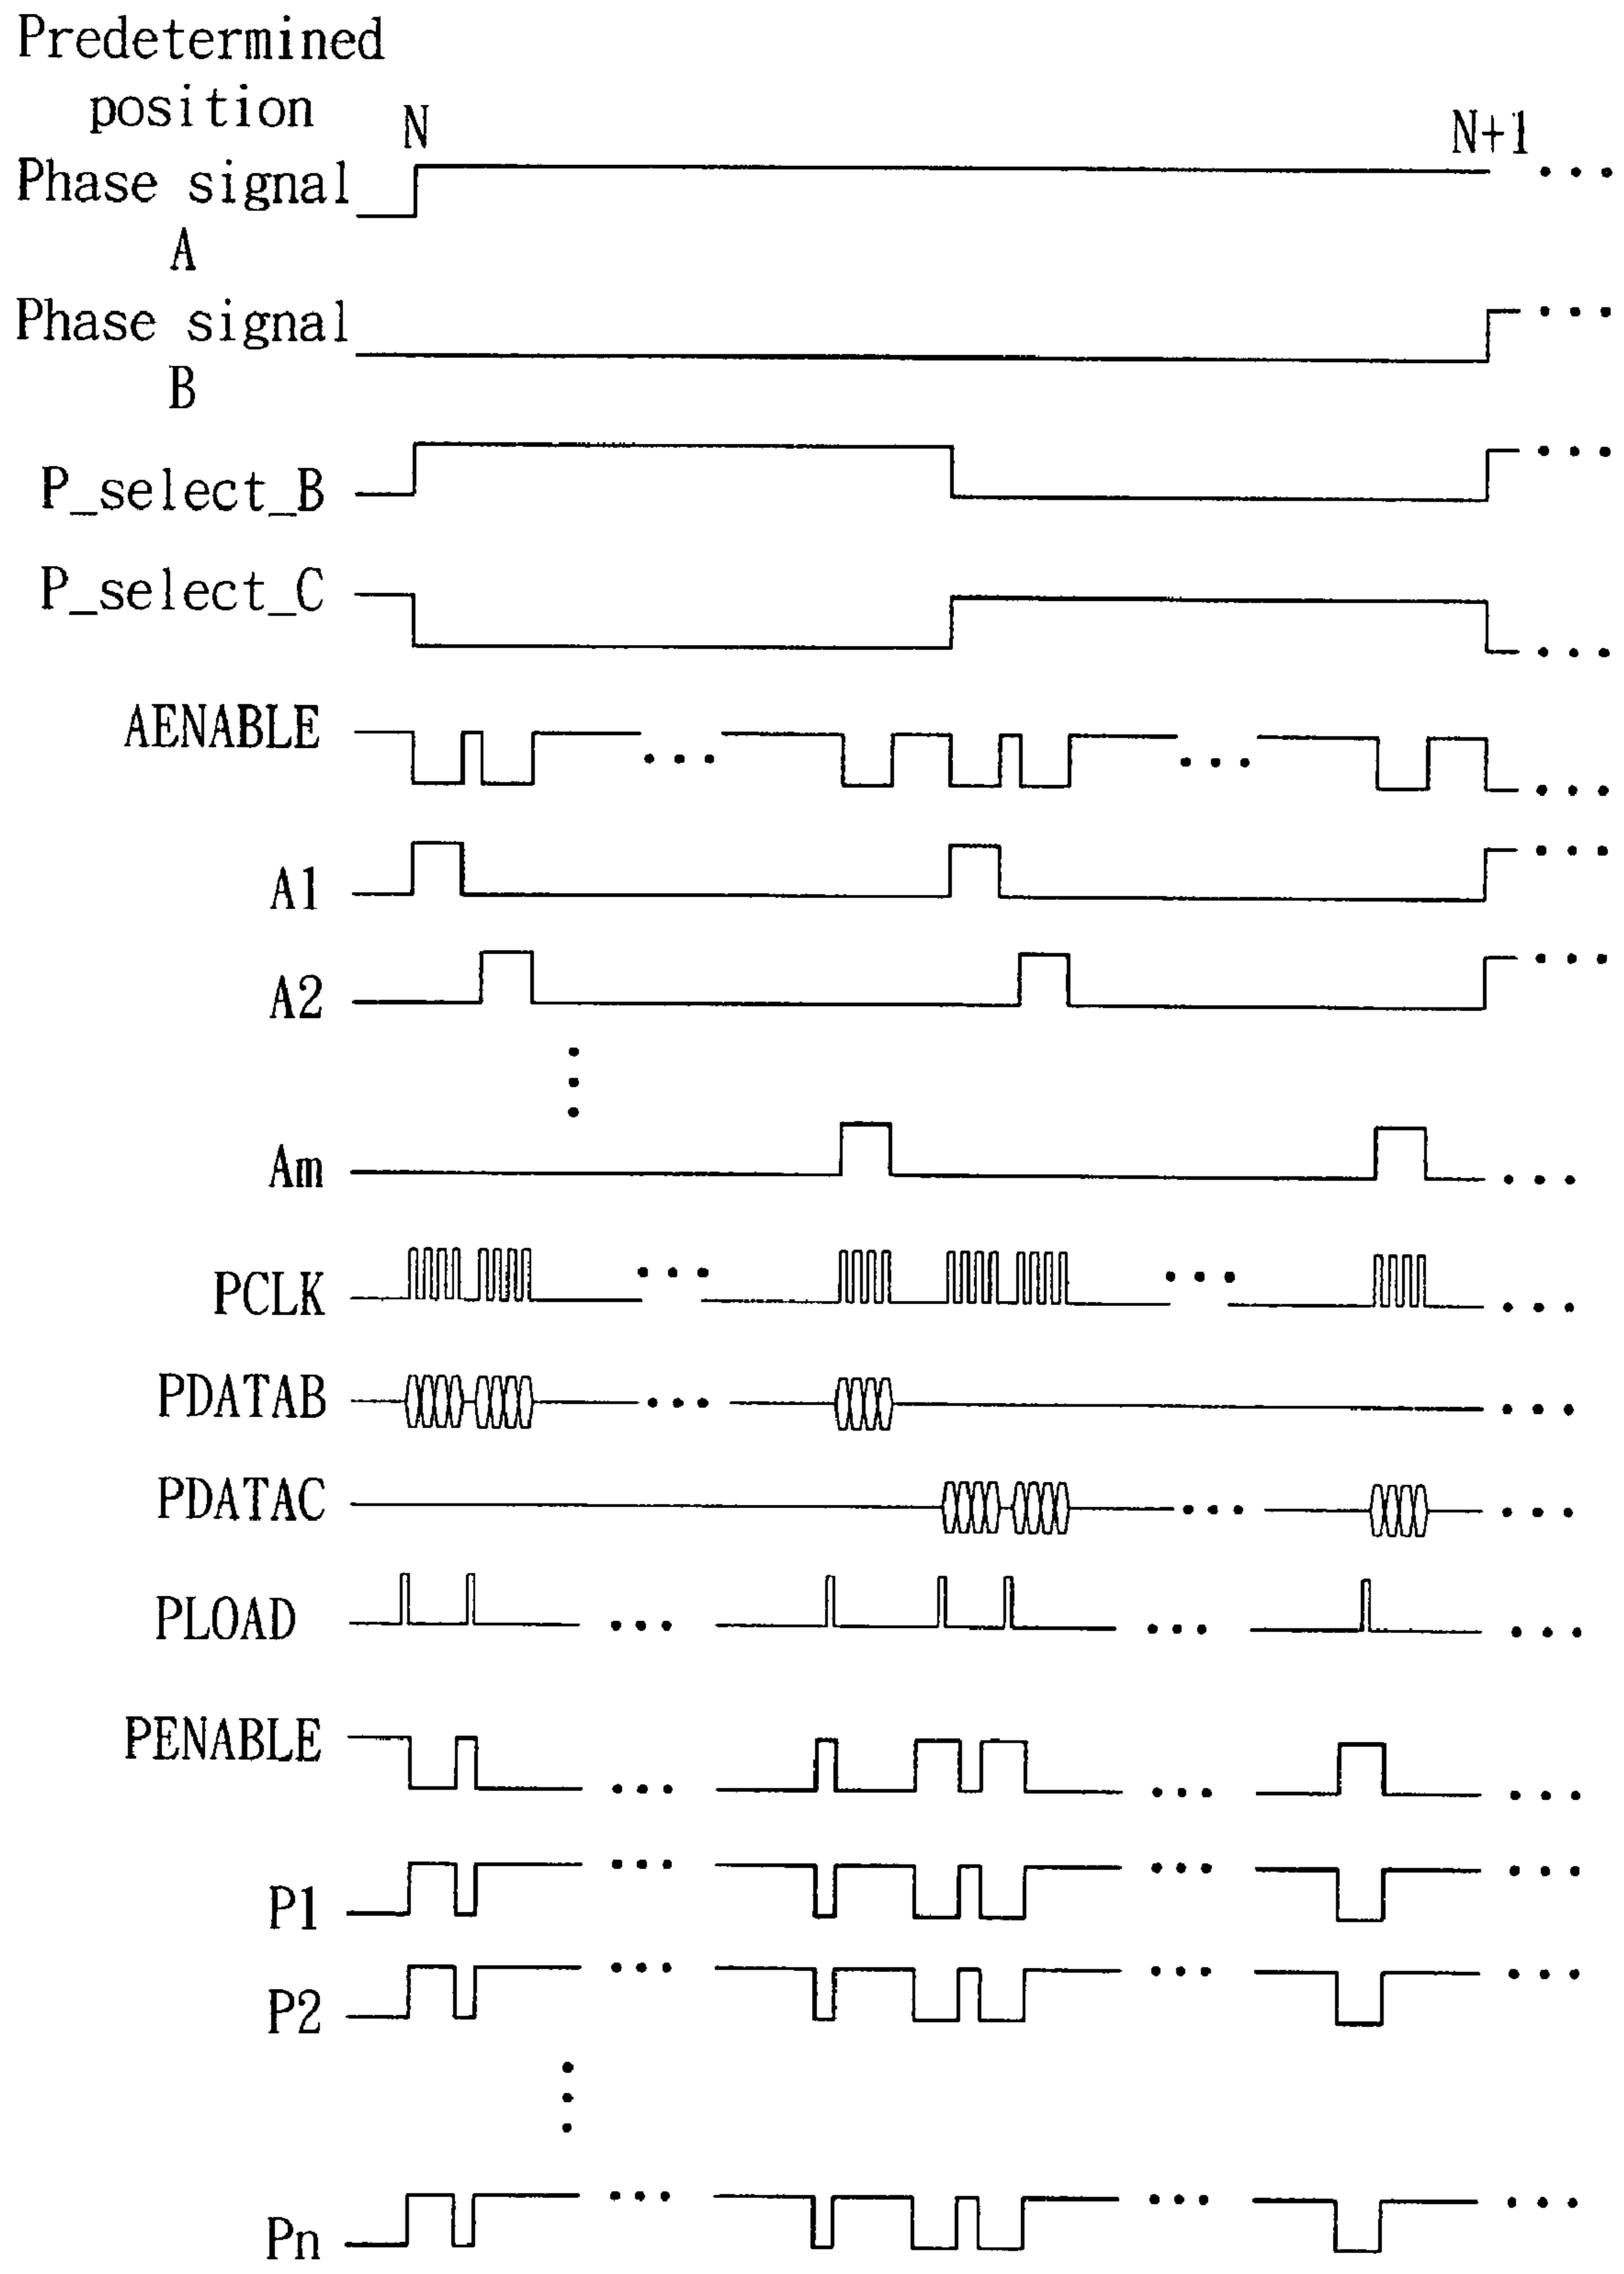 Predetermined
position
N
N+1
Phase signal
A
Phase signal
B
P_select_B
P_select_C
AENABLE
A1
A2
Am
PCLK
PDATAB
PDATAC
PLOAD
PENABLE
P1
P2
Pn